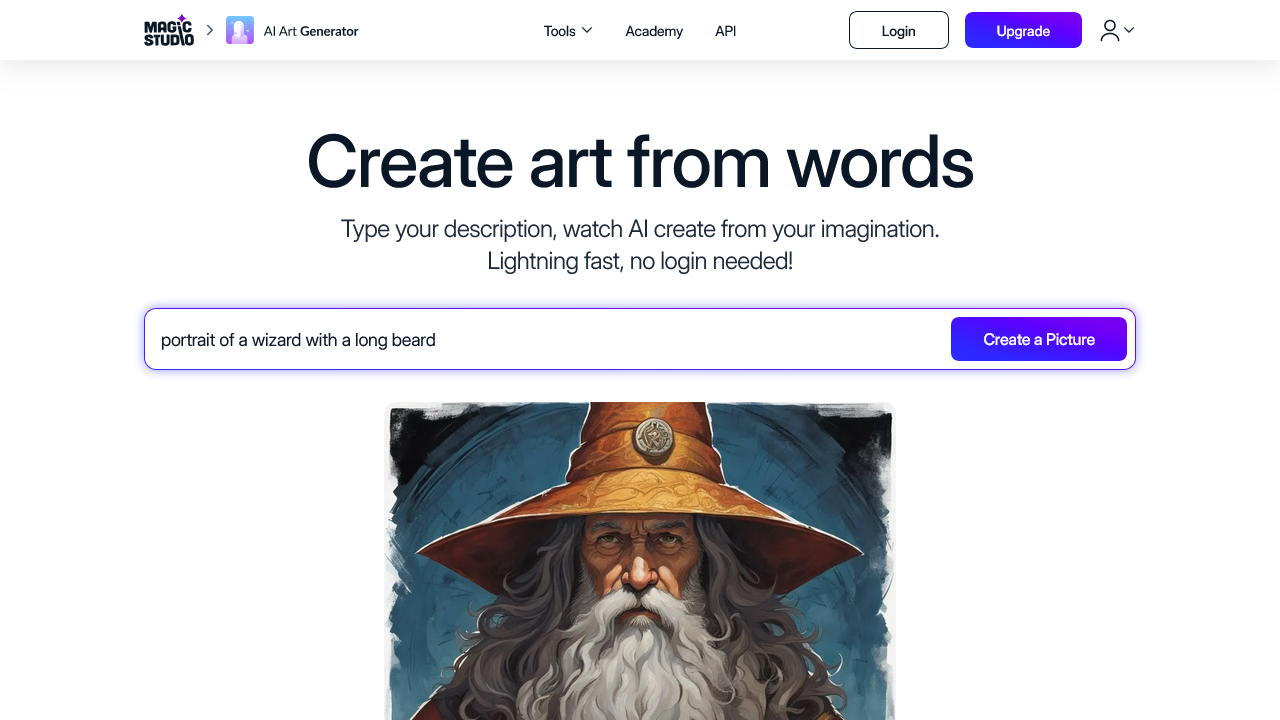 MAGIC
STUDIO
AI Art Generator
Tools
Academy
API
Login
Upgrade
Create art from words
Type your description, watch AI create from your imagination.
Lightning fast, no login needed!
portrait of a wizard with a long beard
Create a Picture